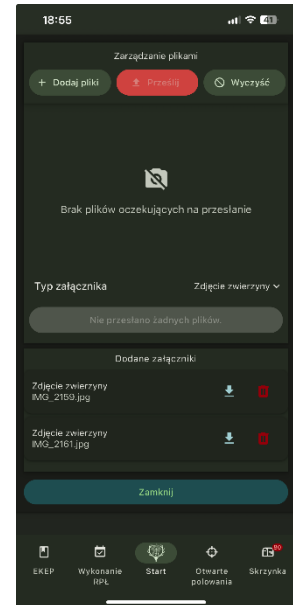 18:55
41
Zarządzanie plikami
+ Dodaj pliki
Prześlij
Wyczyść
Brak plików oczekujących na przesłanie
Typ załącznika
Zdjęcie zwierzyny
Nie przesłano żadnych plików.
Dodane załączniki
Zdjęcie zwierzyny
IMG_2159.jpg
Zdjęcie zwierzyny
IMG_2161.jpg
Zamknij
EKEP
Wykonanie RPŁ
Start
Otwarte polowania
90
Skrzynka